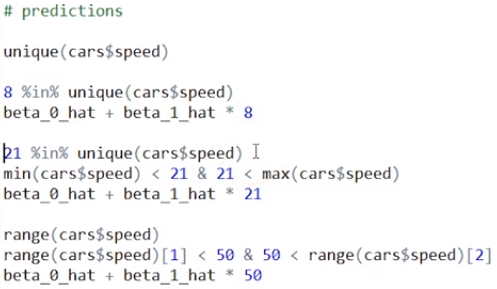 # predictions
unique(cars$speed)
8 %in% unique(cars$speed)
beta_0_hat + beta_1_hat * 8
21 %in% unique(cars$speed)
min(cars$speed) < 21 & 21 < max(cars$speed)
beta_0_hat + beta_1_hat * 21
range(cars$speed)
range(cars$speed)[1] < 50 & 50 < range(cars$speed)[2]
beta_0_hat + beta_1_hat * 50